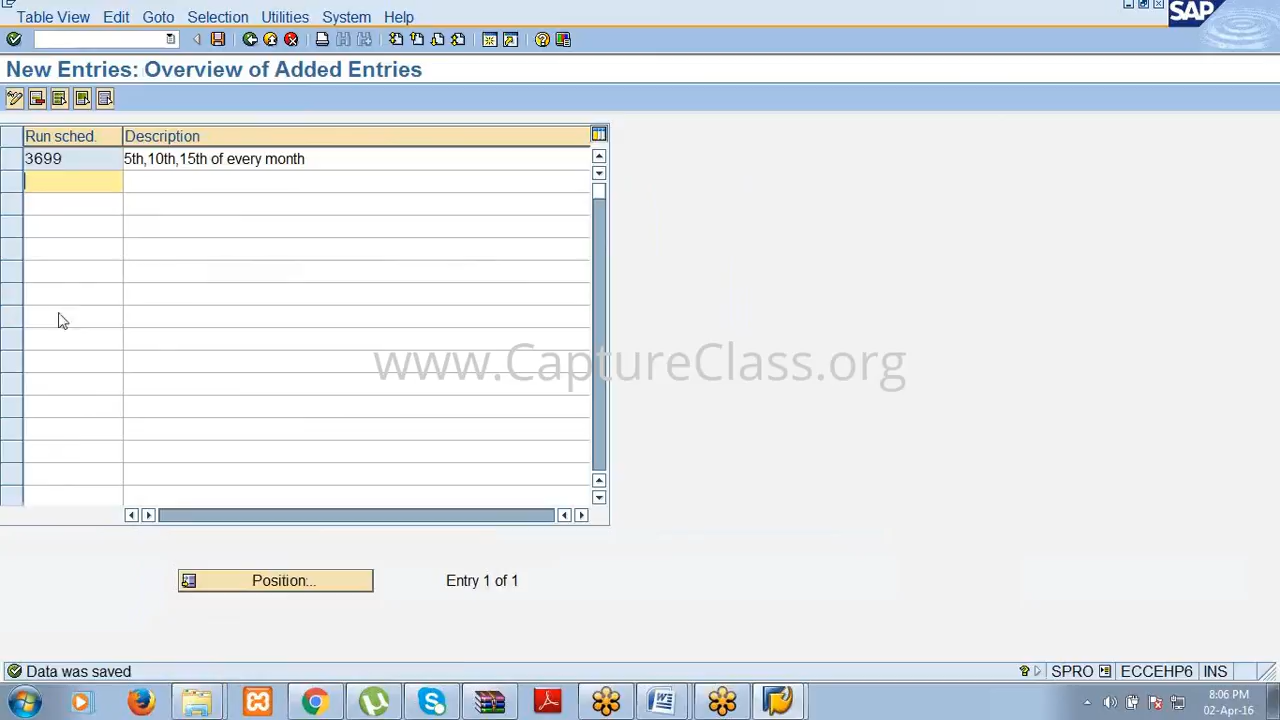 Table View Edit Goto Selection Utilities System Help
SAP
New Entries: Overview of Added Entries
Run sched. Description
3699 5th,10th,15th of every month
www.CaptureClass.org
Position... Entry 1 of 1
Data was saved SPRO ECCEHP6 INS
8:06 PM
02-Apr-16